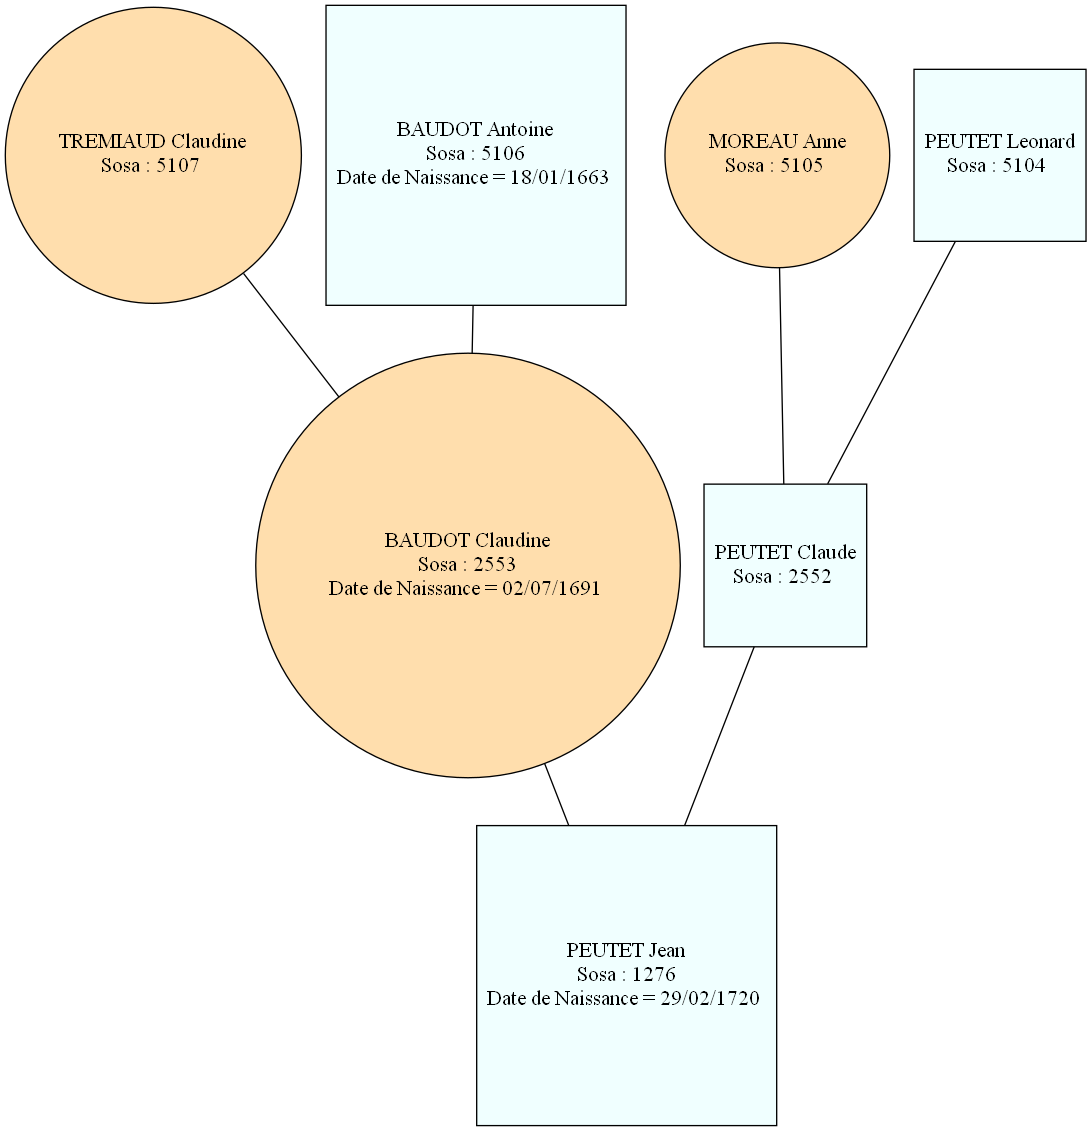 TREMIAUD Claudine
Sosa : 5107
BAUDOT Antoine
Sosa : 5106
Date de Naissance = 18/01/1663
MOREAU Anne
Sosa : 5105
PEUTET Leonard
Sosa : 5104
BAUDOT Claudine
Sosa : 2553
Date de Naissance = 02/07/1691
PEUTET Claude
Sosa : 2552
PEUTET Jean
Sosa : 1276
Date de Naissance = 29/02/1720